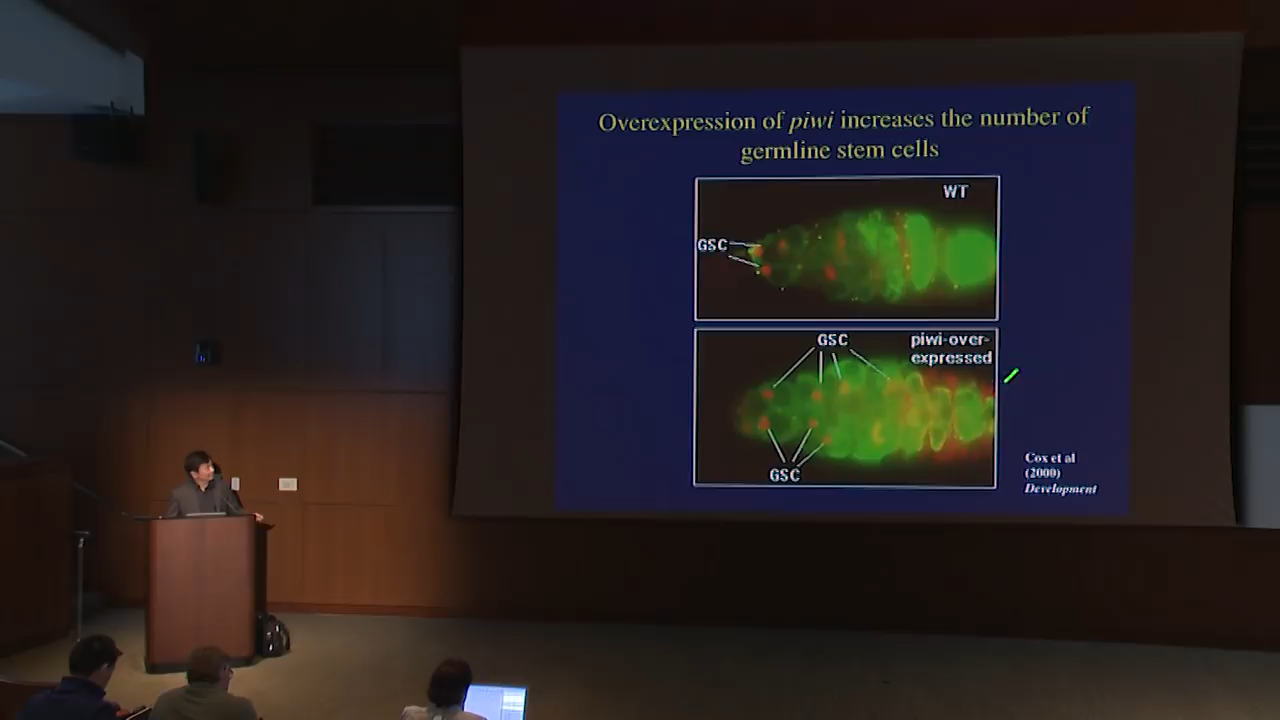 Overexpression of piwi increases the number of
germline stem cells
WT
GSC
GSC
piwi-over-
expressed
GSC
Cox et al
(2000)
Development